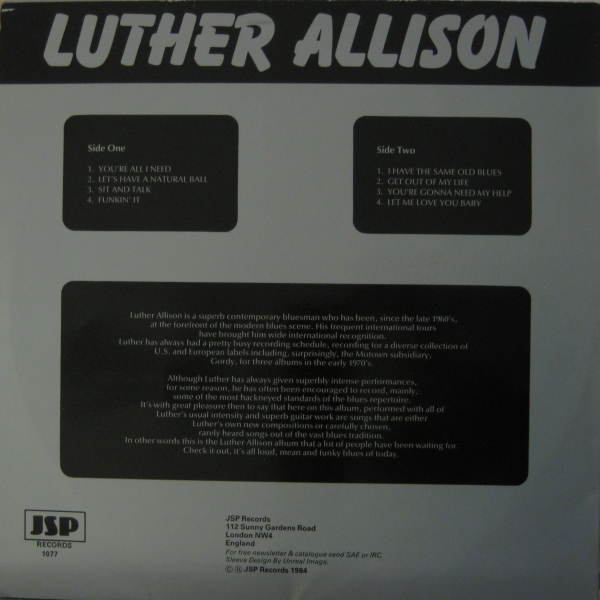 LUTHER ALLISON
Side One
1. YOU'RE ALL I NEED
2. LET'S HAVE A NATURAL BALL
3. SIT AND TALK
4. FUNKIN' IT
Side Two
1. I HAVE THE SAME OLD BLUES
2. GET OUT OF MY LIFE
3. YOU'RE GONNA NEED MY HELP
4. LET ME LOVE YOU BABY
Luther Allison is a superb contemporary bluesman who has been, since the late 1960's,
at the forefront of the modern blues scene. His frequent international tours
have brought him wide international recognition.
Luther has always had a pretty busy recording schedule, recording for a diverse collection of
U.S. and European labels including, surprisingly, the Motown subsidiary,
Gordy, for three albums in the early 1970's.
Although Luther has always given superbly intense performances,
for some reason, he has often been encouraged to record, mainly,
some of the most hackneyed standards of the blues repertoire.
It's with great pleasure then to say that here on this album, performed with all of
Luther's usual intensity and superb guitar work are songs that are either
Luther's own new compositions or carefully chosen,
rarely heard songs out of the vast blues tradition.
In other words this is the Luther Allison album that a lot of people have been waiting for.
Check it out, it's all loud, mean and funky blues of today.
JSP
RECORDS
1077
JSP Records
112 Sunny Gardens Road
London NW4
England
For free newsletter & catalogue send SAE or IRC.
Sleeve Design By Unreal Image.
© ℗ JSP Records 1984